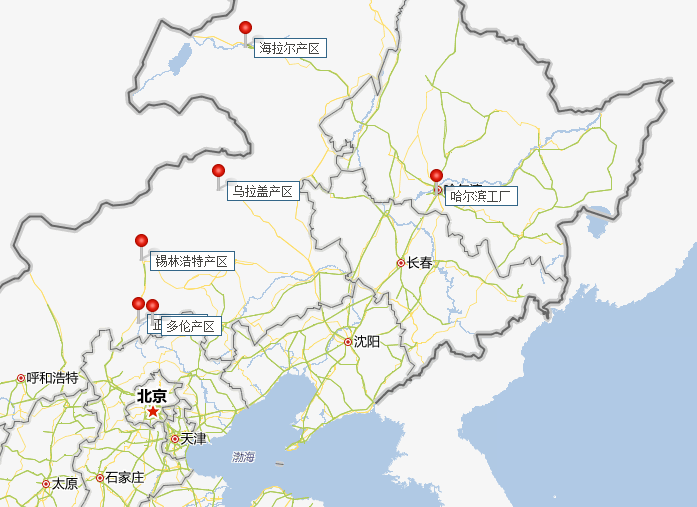 海拉尔产区
乌拉盖产区
哈尔滨工厂
锡林浩特产区
长春
多伦产区
沈阳
呼和浩特
北京
天津
渤海
石家庄
太原